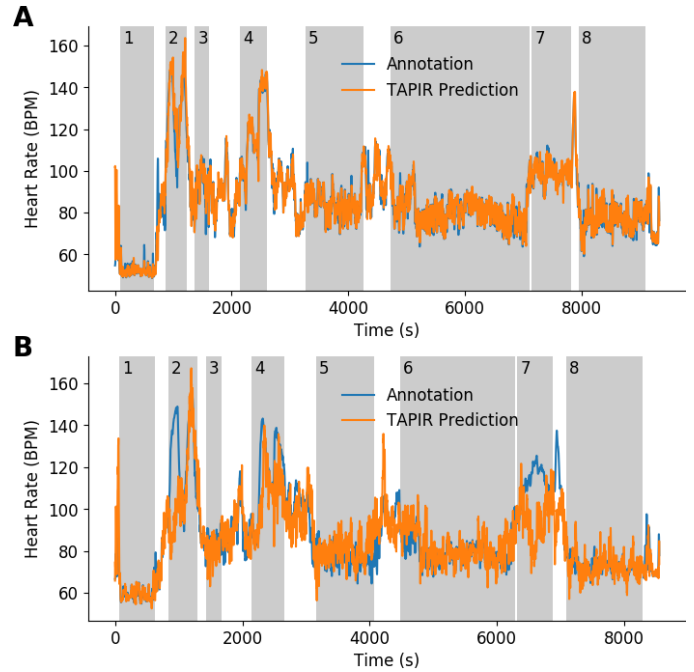 A
1 2 3 4 5 6 7 8
Annotation
TAPIR Prediction
Heart Rate (BPM)
160
140
120
100
80
60
0 2000 4000 6000 8000
Time (s)
B
1 2 3 4 5 6 7 8
Annotation
TAPIR Prediction
Heart Rate (BPM)
160
140
120
100
80
60
0 2000 4000 6000 8000
Time (s)